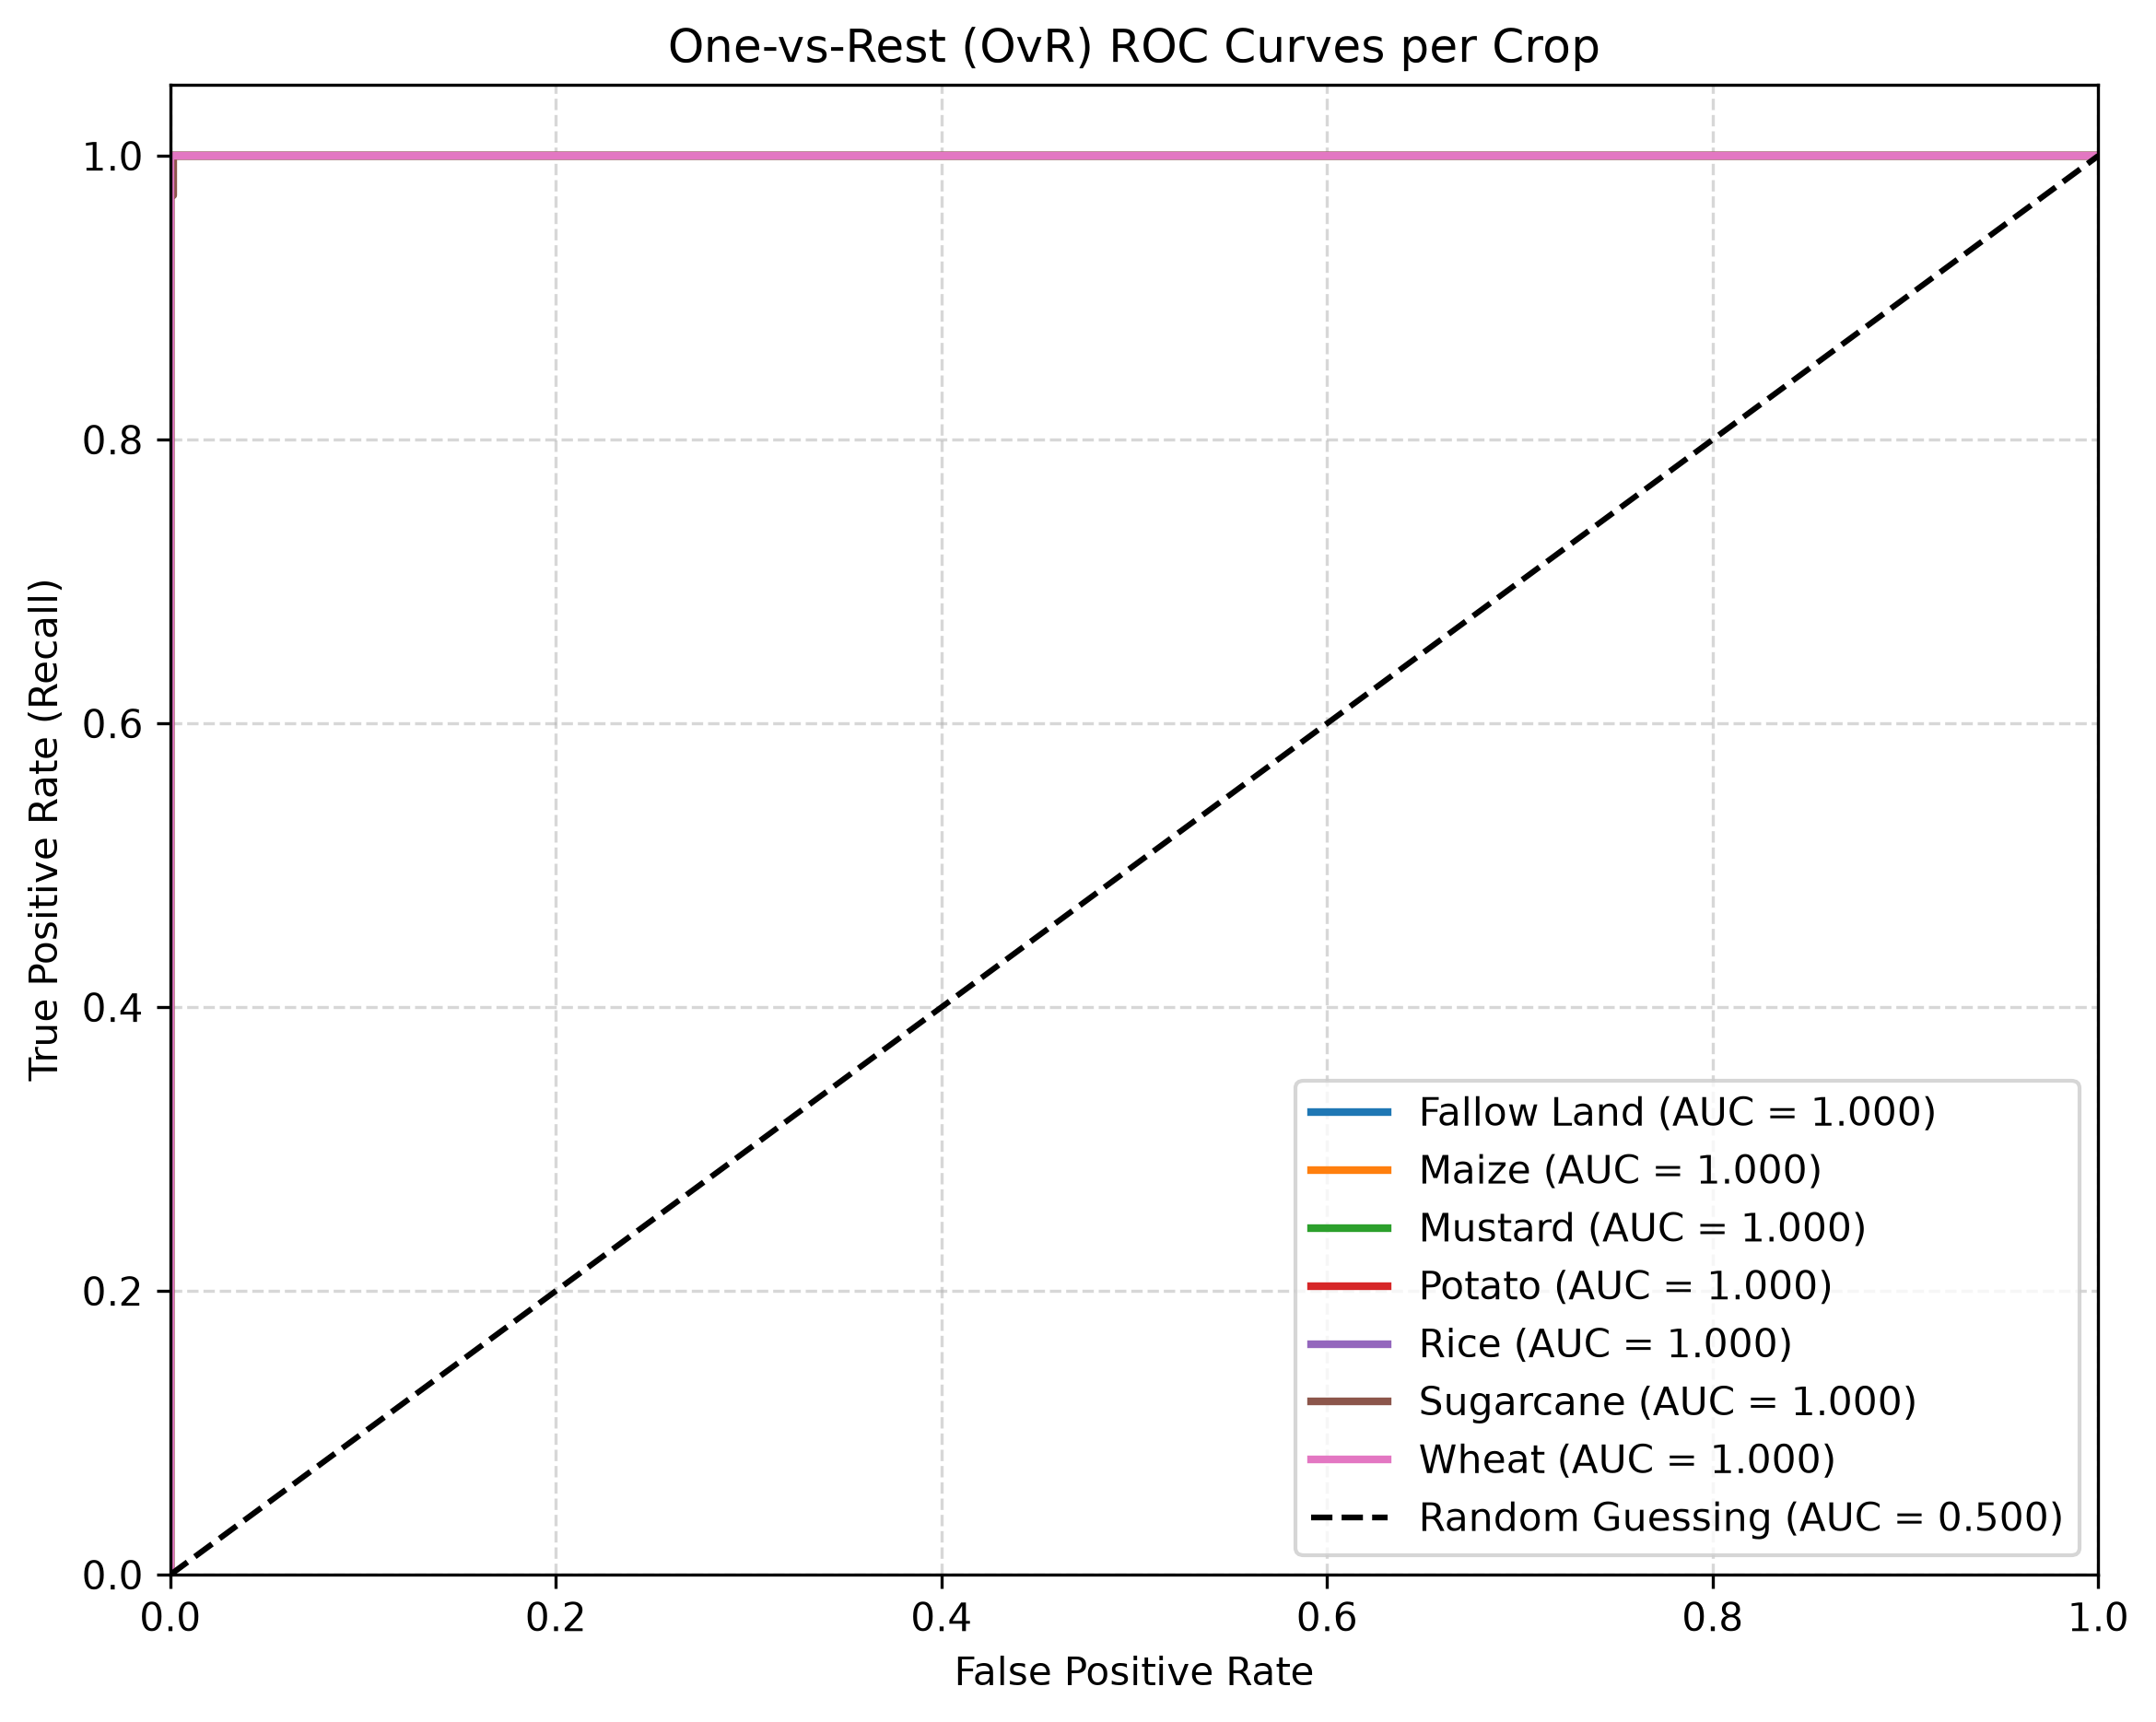 One-vs-Rest (OvR) ROC Curves per Crop
True Positive Rate (Recall)
1.0
0.8
0.6
0.4
0.2
0.0
Fallow Land (AUC = 1.000)
Maize (AUC = 1.000)
Mustard (AUC = 1.000)
Potato (AUC = 1.000)
Rice (AUC = 1.000)
Sugarcane (AUC = 1.000)
Wheat (AUC = 1.000)
Random Guessing (AUC = 0.500)
0.0 0.2 0.4 0.6 0.8 1.0
False Positive Rate